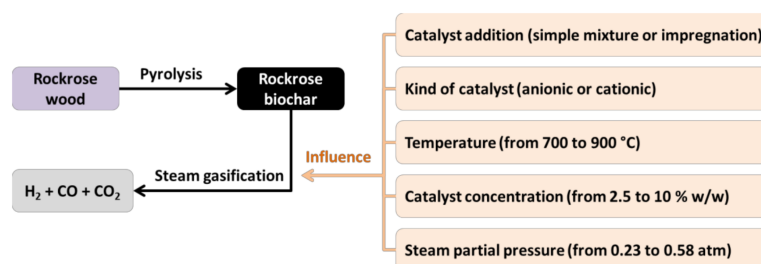 Rockrose
wood
Pyrolysis
Rockrose
biochar
Steam gasification
H₂ + CO + CO₂
Influence
Catalyst addition (simple mixture or impregnation)
Kind of catalyst (anionic or cationic)
Temperature (from 700 to 900 °C)
Catalyst concentration (from 2.5 to 10 % w/w)
Steam partial pressure (from 0.23 to 0.58 atm)